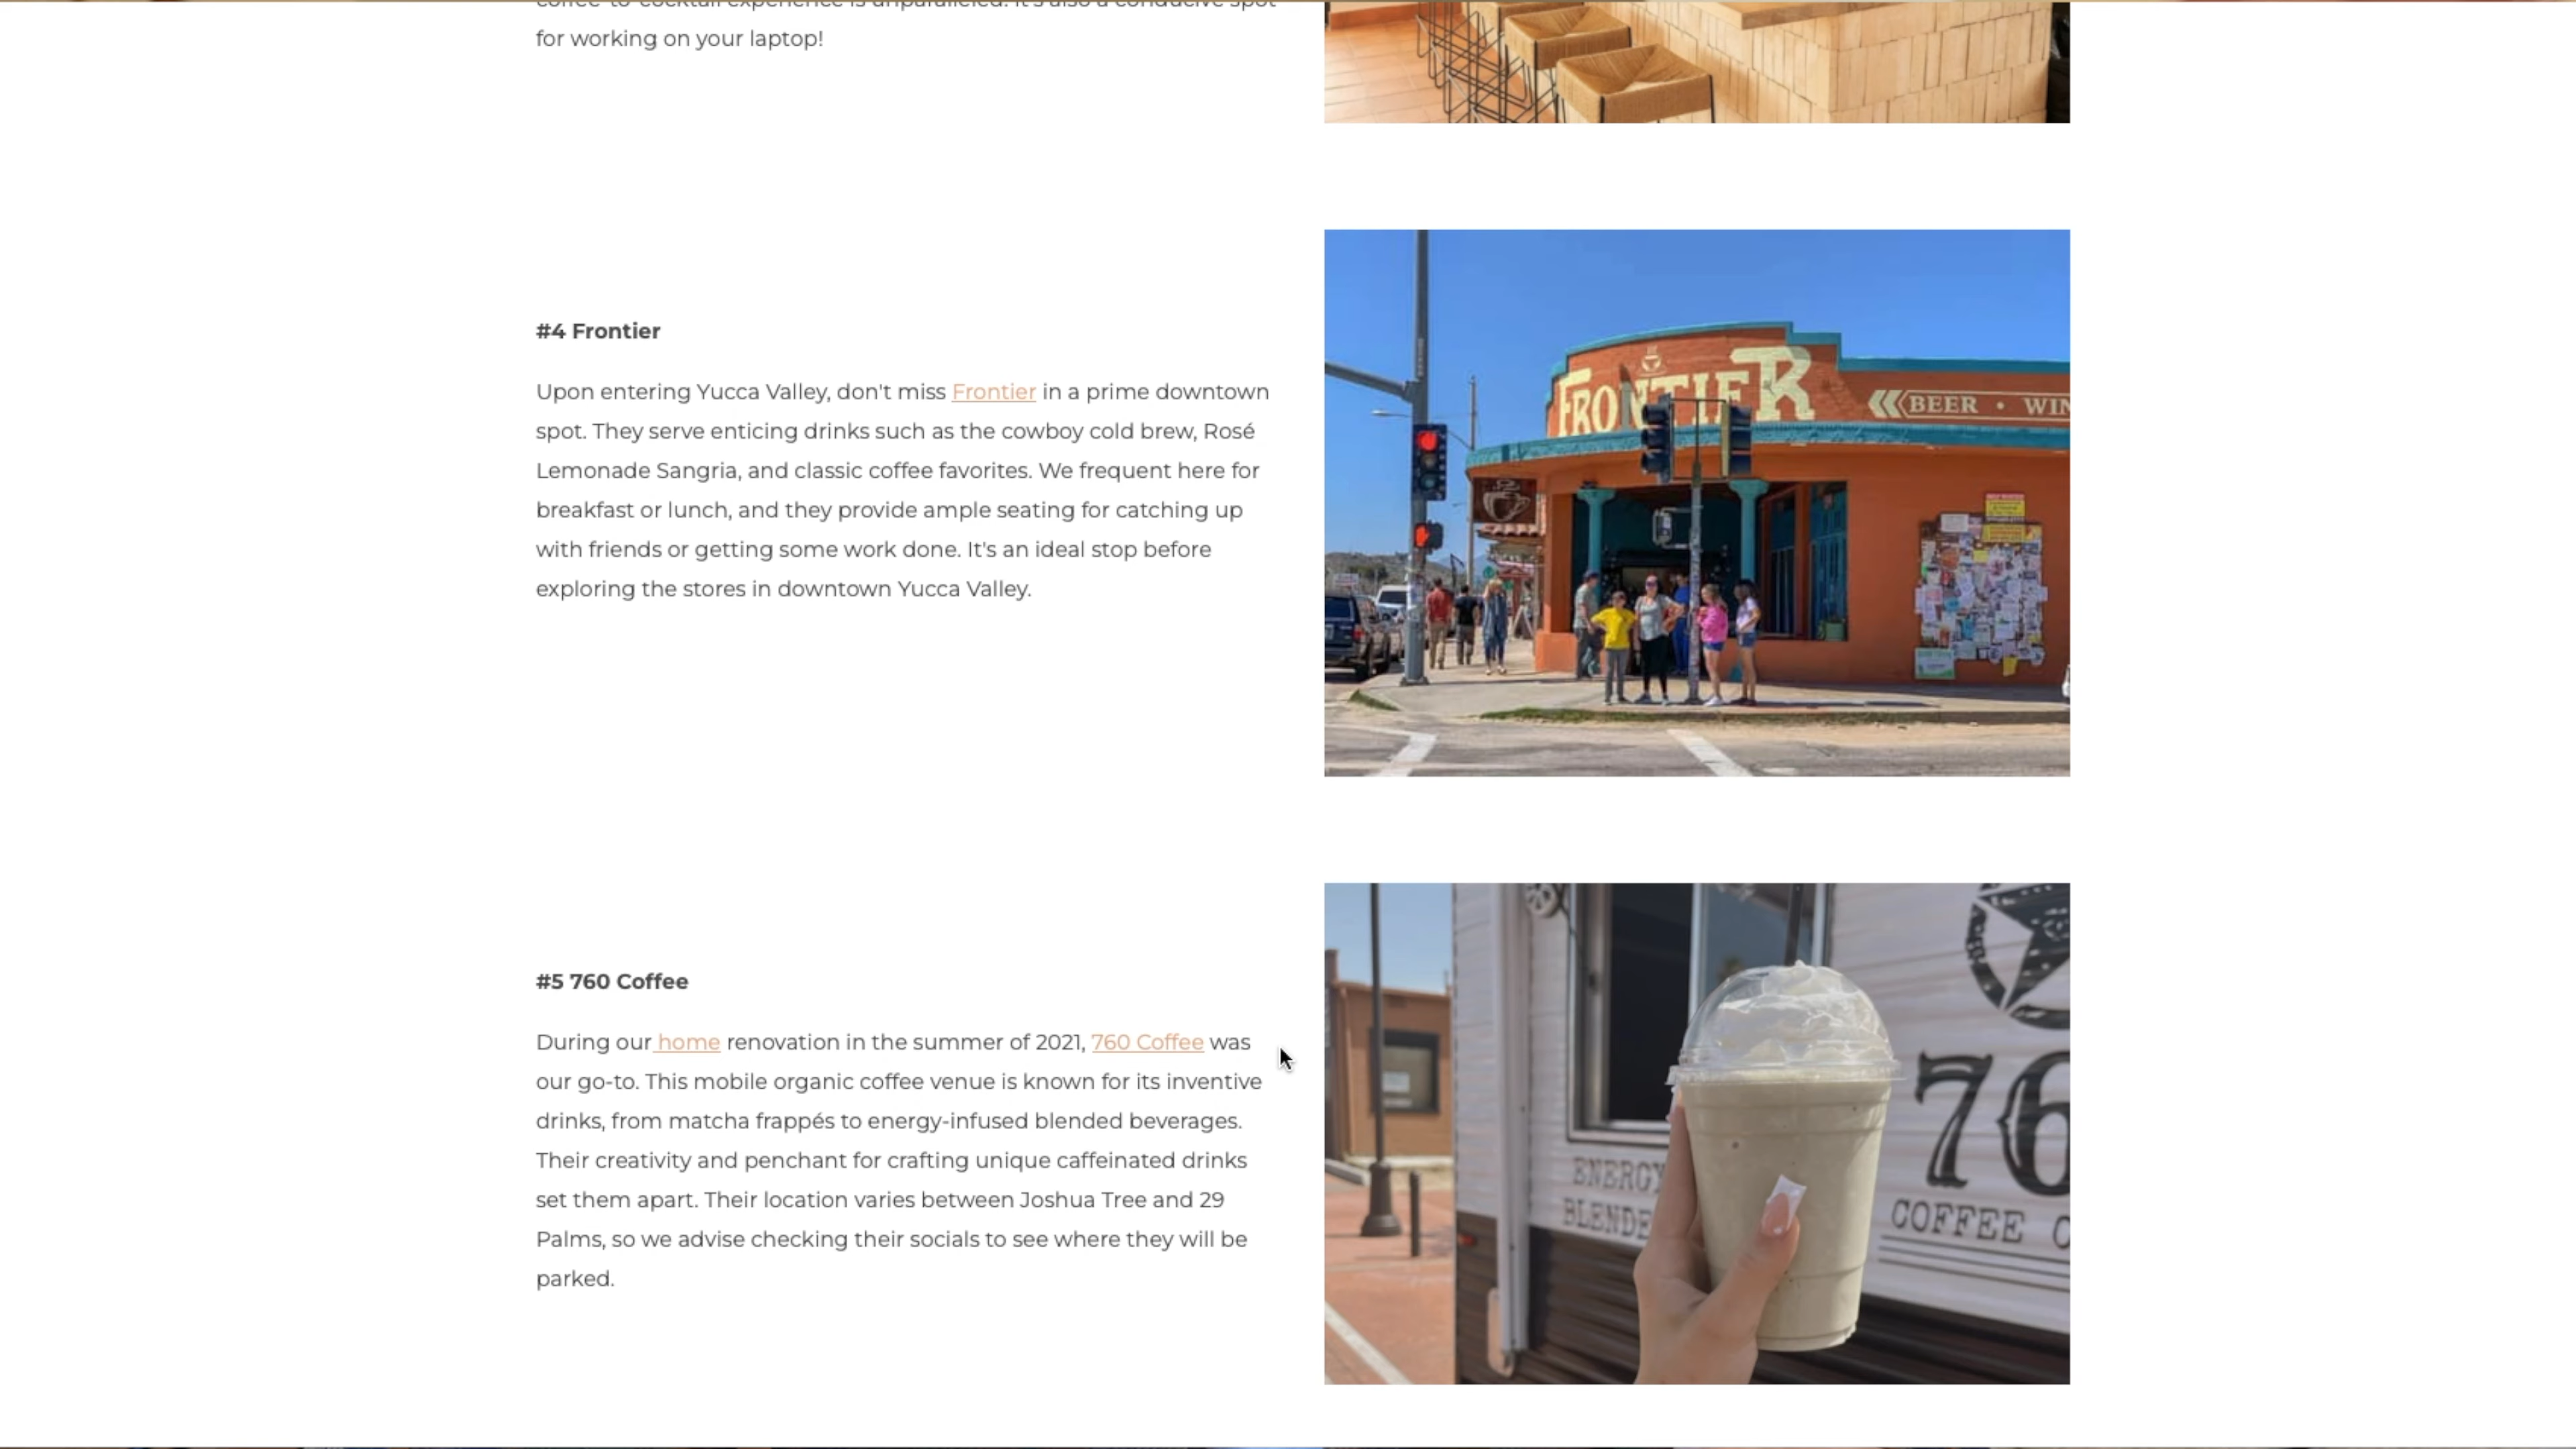 for working on your laptop!
#4 Frontier
Upon entering Yucca Valley, don't miss Frontier in a prime downtown
spot. They serve enticing drinks such as the cowboy cold brew, Rosé
Lemonade Sangria, and classic coffee favorites. We frequent here for
breakfast or lunch, and they provide ample seating for catching up
with friends or getting some work done. It's an ideal stop before
exploring the stores in downtown Yucca Valley.
FRONTIER
BEER • WIN
#5 760 Coffee
During our home renovation in the summer of 2021, 760 Coffee was
our go-to. This mobile organic coffee venue is known for its inventive
drinks, from matcha frappés to energy-infused blended beverages.
Their creativity and penchant for crafting unique caffeinated drinks
set them apart. Their location varies between Joshua Tree and 29
Palms, so we advise checking their socials to see where they will be
parked.
76
COFFEE C
ENERGY
BLENDE